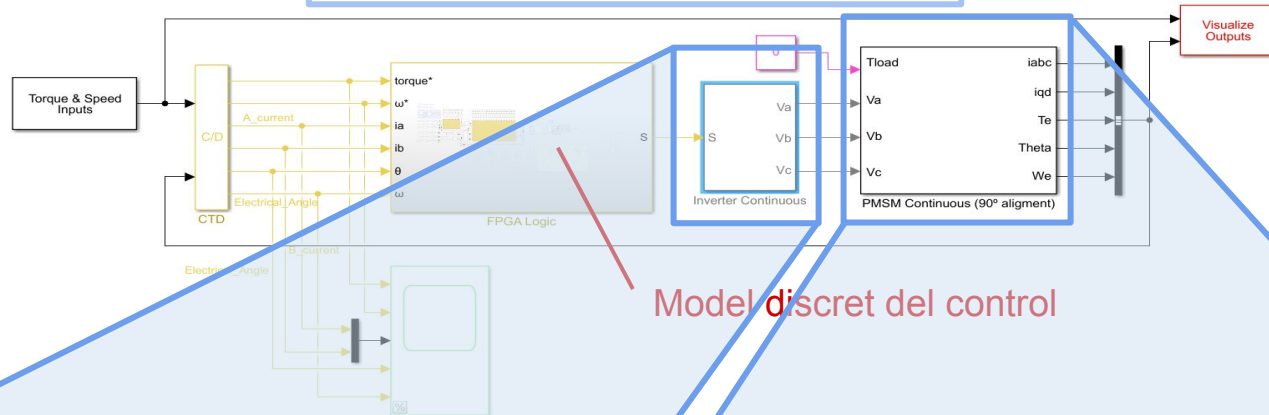 Visualize
Outputs
Torque & Speed
Inputs
C/D
CTD
A_current
Electrical_Angle
B_current
Electrical_Angle
torque*
ω*
ia
ib
θ
ω
S
FPGA Logic
S
Va
Vb
Vc
Inverter Continuous
Tload
Va
Vb
Vc
iabc
iqd
Te
Theta
We
PMSM Continuous (90º aligment)
Model discret del control